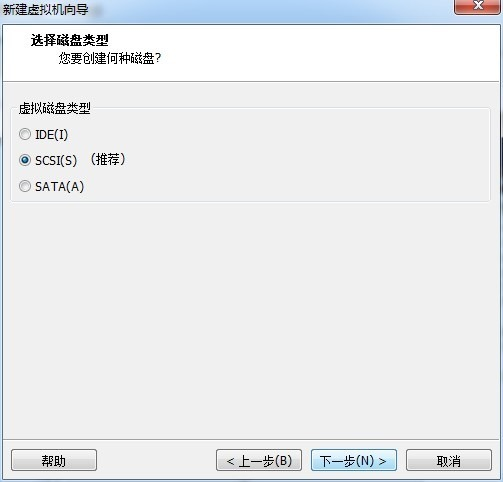 新建虚拟机向导
选择磁盘类型
您要创建何种磁盘?
虚拟磁盘类型
IDE(I)
SCSI(S) （推荐）
SATA(A)
帮助
< 上一步(B)
下一步(N) >
取消